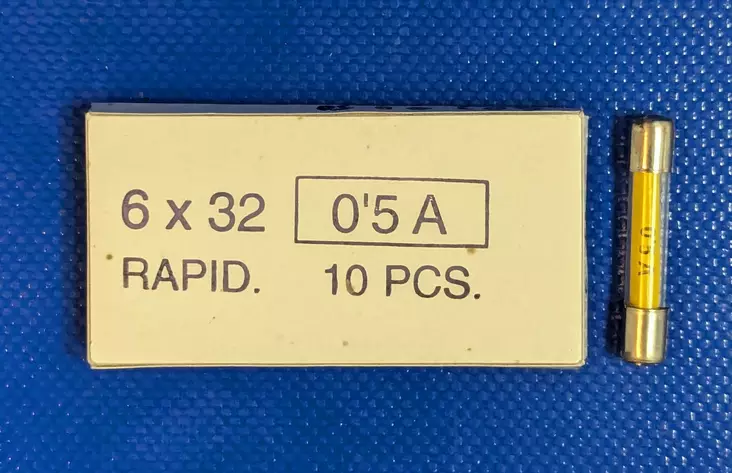 6 x 32 0'5 A
RAPID. 10 PCS.